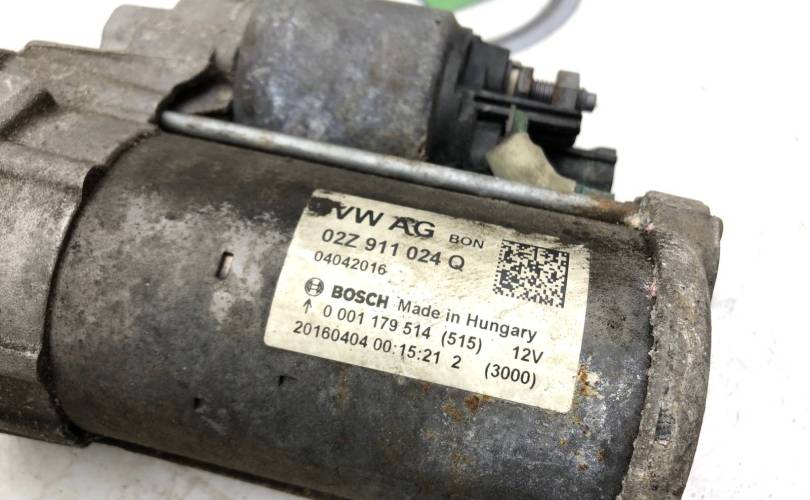 VW AG BON
02Z 911 024 Q
04042016
BOSCH Made in Hungary
↑ 0 001 179 514 (515) 12V
20160404 00:15:21 2 (3000)